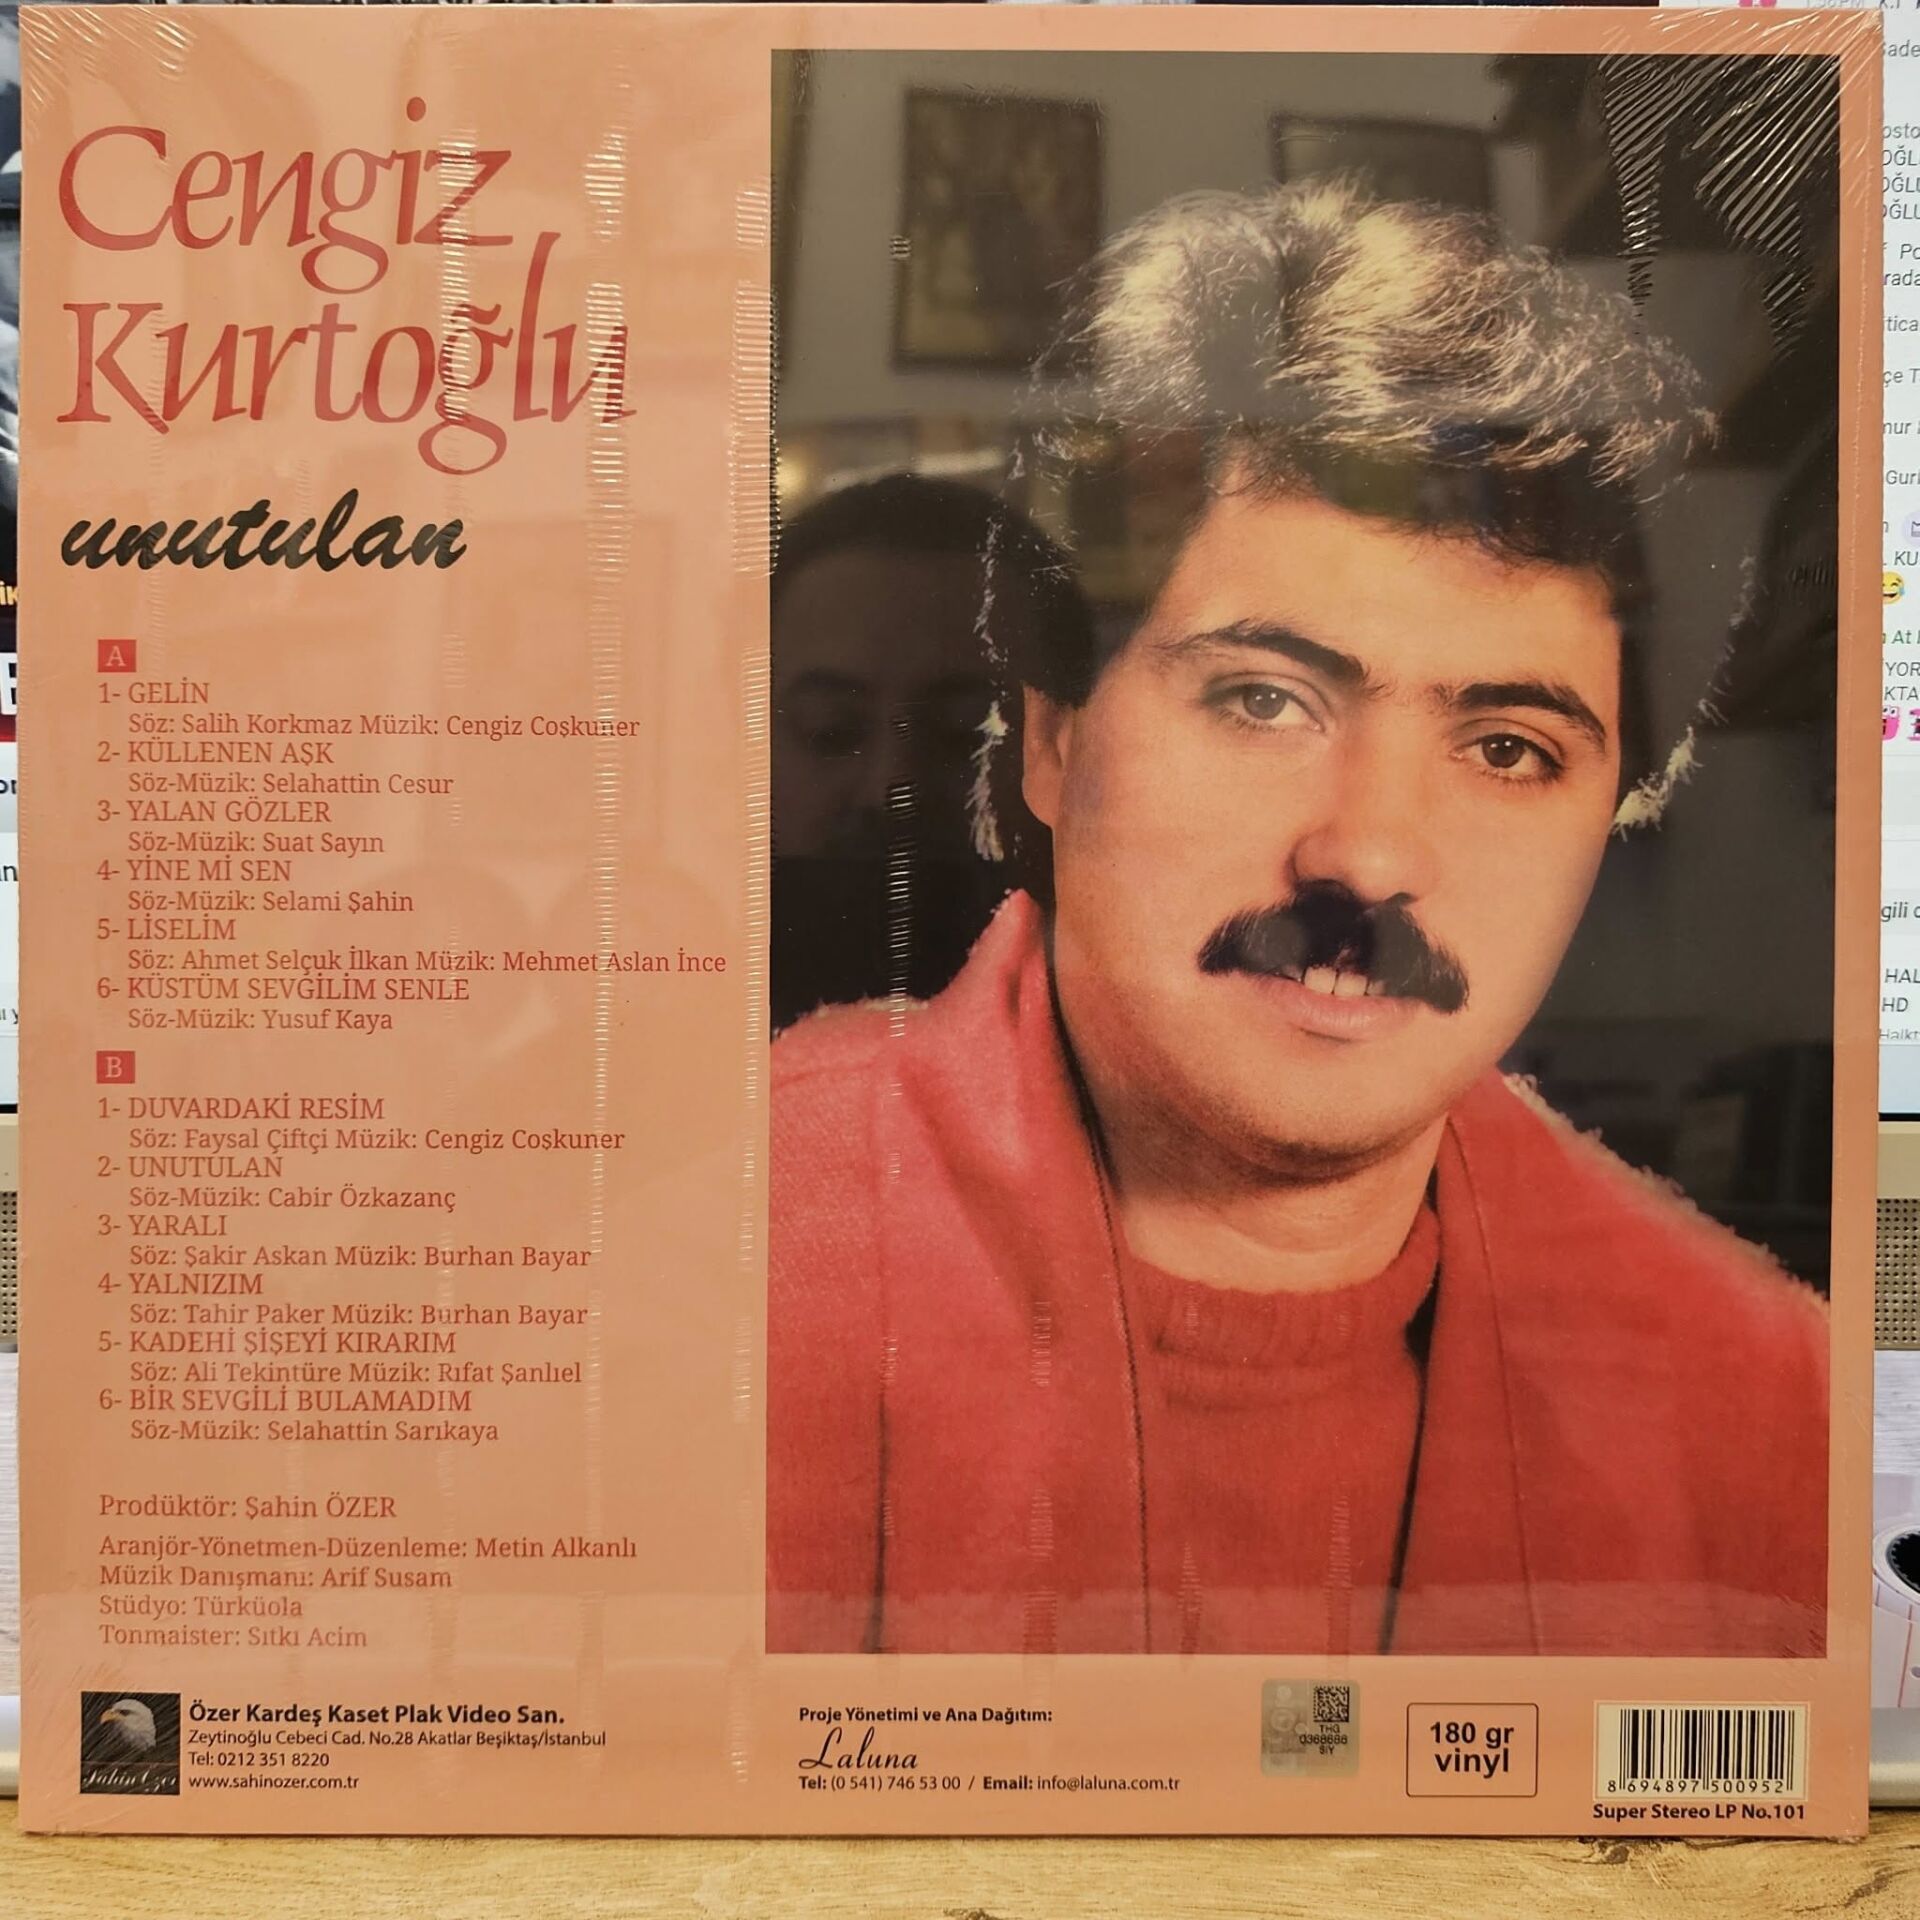 Cengiz
Kurtoğlu
unutulan
A
1- GELİN
Söz: Salih Korkmaz Müzik: Cengiz Coşkuner
2- KÜLLENEN AŞK
Söz-Müzik: Selahattin Cesur
3- YALAN GÖZLER
Söz-Müzik: Suat Sayın
4- YİNE Mİ SEN
Söz-Müzik: Selami Şahin
5- LİSELİM
Söz: Ahmet Selçuk İlkan Müzik: Mehmet Aslan İnce
6- KÜSTÜM SEVGİLİM SENLE
Söz-Müzik: Yusuf Kaya
B
1- DUVARDAKİ RESİM
Söz: Faysal Çiftçi Müzik: Cengiz Coşkuner
2- UNUTULAN
Söz-Müzik: Cabir Özkazanç
3- YARALI
Söz: Şakir Askan Müzik: Burhan Bayar
4- YALNIZIM
Söz: Tahir Paker Müzik: Burhan Bayar
5- KADEHİ ŞİŞEYİ KIRARIM
Söz: Ali Tekintüre Müzik: Rıfat Şanlıel
6- BİR SEVGİLİ BULAMADIM
Söz-Müzik: Selahattin Sarıkaya
Prodüktör: Şahin ÖZER
Aranjör-Yönetmen-Düzenleme: Metin Alkanlı
Müzik Danışmanı: Arif Susam
Stüdyo: Türküola
Tonmaister: Sıtkı Acim
Şahin Özer
Özer Kardeş Kaset Plak Video San.
Zeytinoğlu Cebeci Cad. No.28 Akatlar Beşiktaş/İstanbul
Tel: 0212 351 8220
www.sahinozer.com.tr
Proje Yönetimi ve Ana Dağıtım:
Laluna
Tel: (0 541) 746 53 00 / Email: info@laluna.com.tr
THG
0368686
SIY
180 gr
vinyl
8 694897 500952
Super Stereo LP No.101